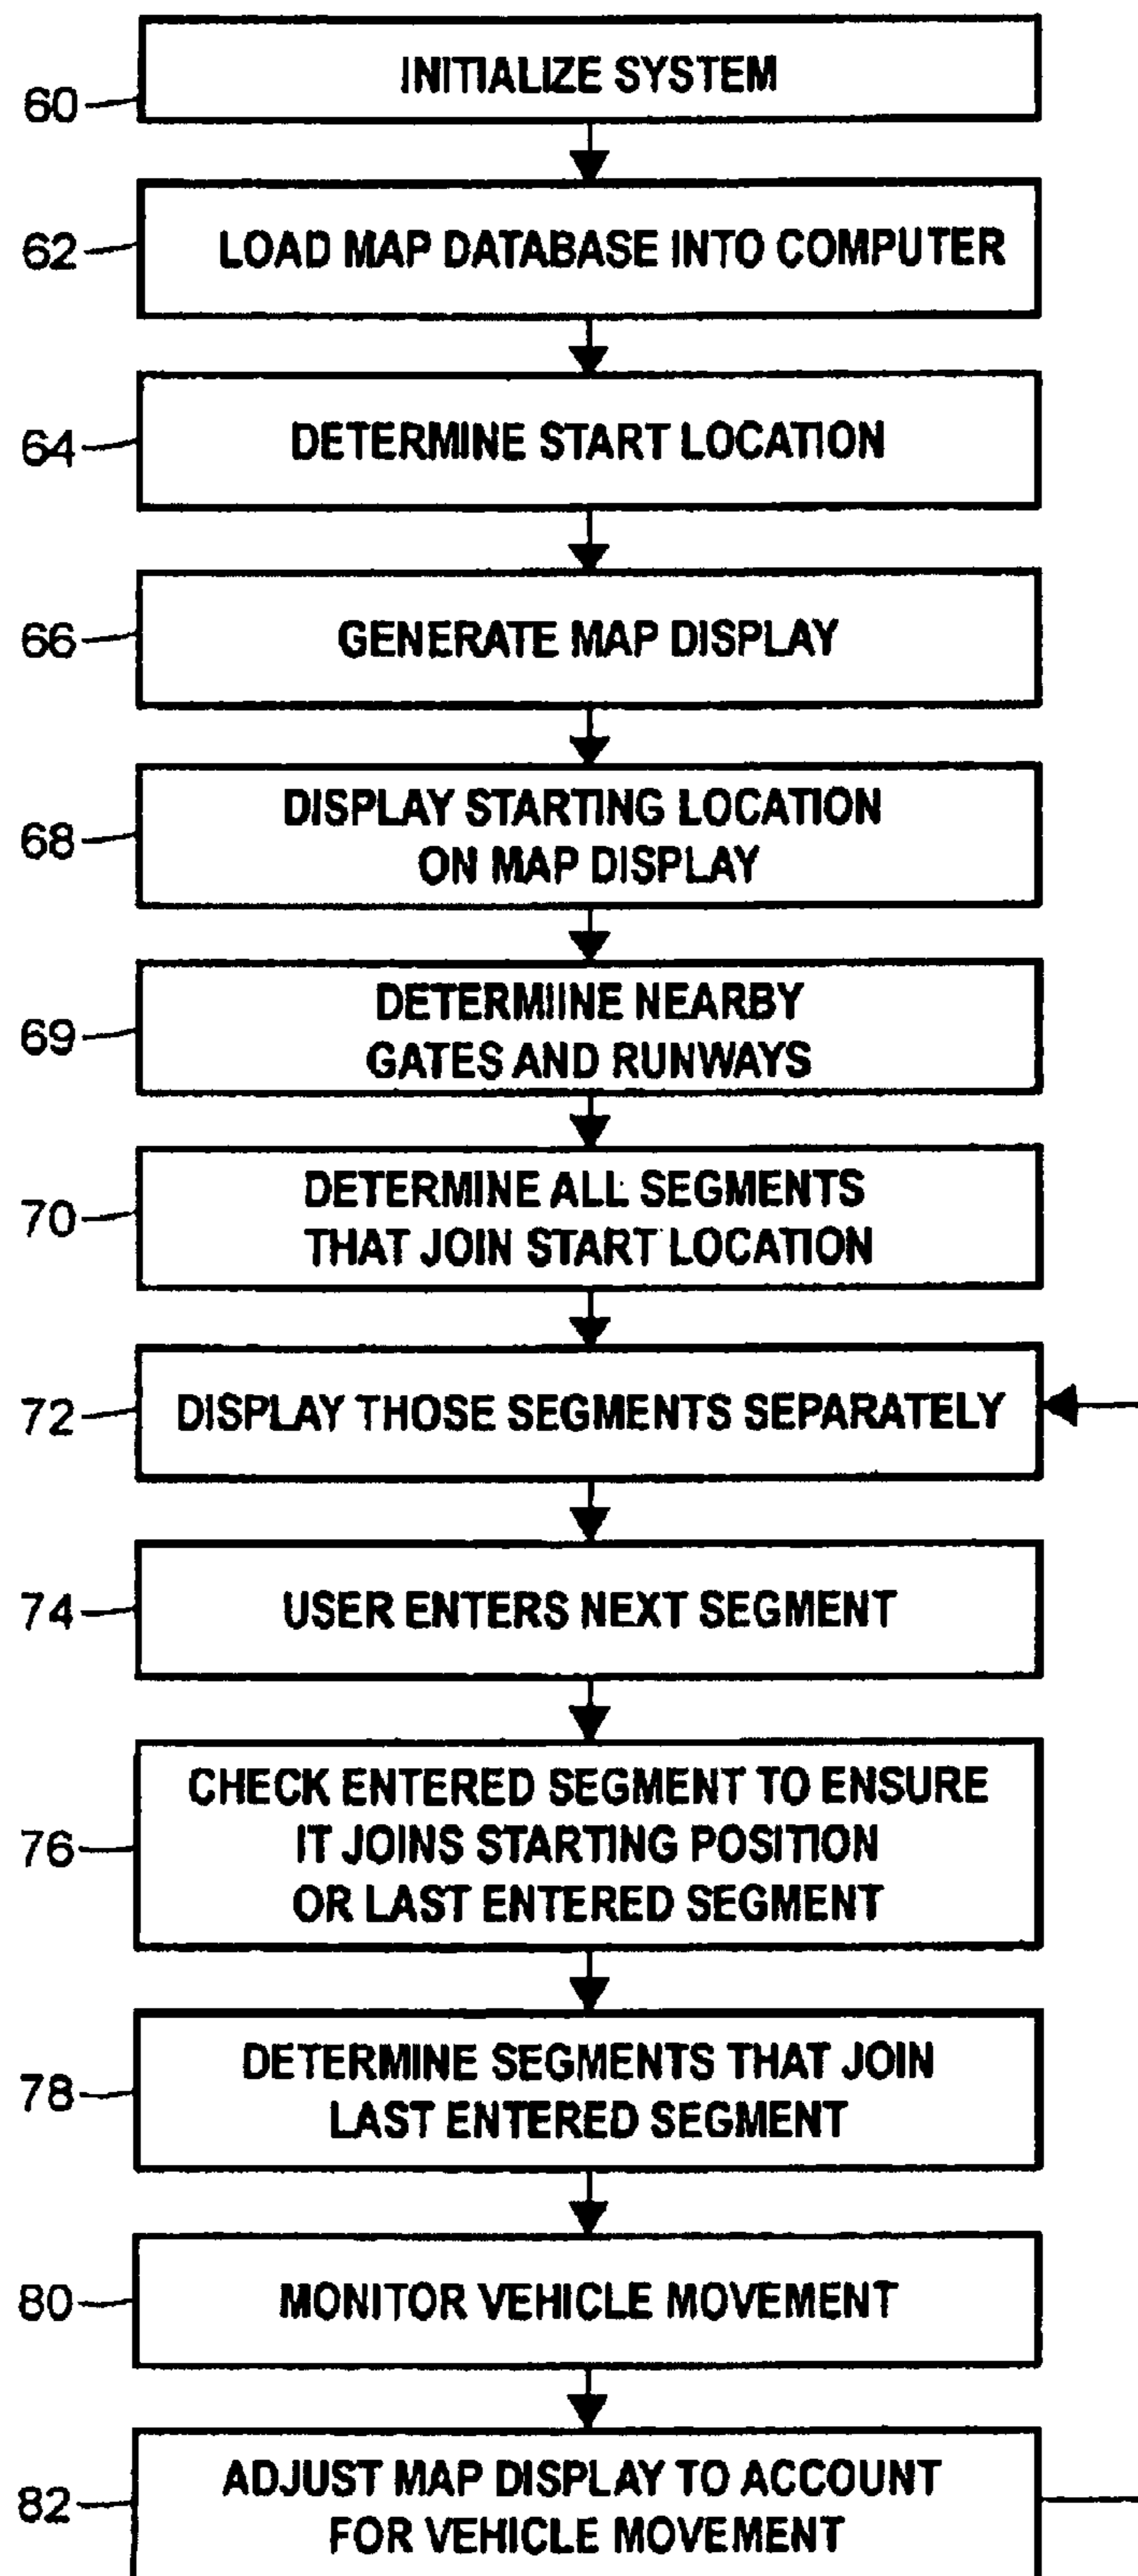 60
INITIALIZE SYSTEM
62
LOAD MAP DATABASE INTO COMPUTER
64
DETERMINE START LOCATION
66
GENERATE MAP DISPLAY
68
DISPLAY STARTING LOCATION
ON MAP DISPLAY
69
DETERMIINE NEARBY
GATES AND RUNWAYS
70
DETERMINE ALL SEGMENTS
THAT JOIN START LOCATION
72
DISPLAY THOSE SEGMENTS SEPARATELY
74
USER ENTERS NEXT SEGMENT
76
CHECK ENTERED SEGMENT TO ENSURE
IT JOINS STARTING POSITION
OR LAST ENTERED SEGMENT
78
DETERMINE SEGMENTS THAT JOIN
LAST ENTERED SEGMENT
80
MONITOR VEHICLE MOVEMENT
82
ADJUST MAP DISPLAY TO ACCOUNT
FOR VEHICLE MOVEMENT